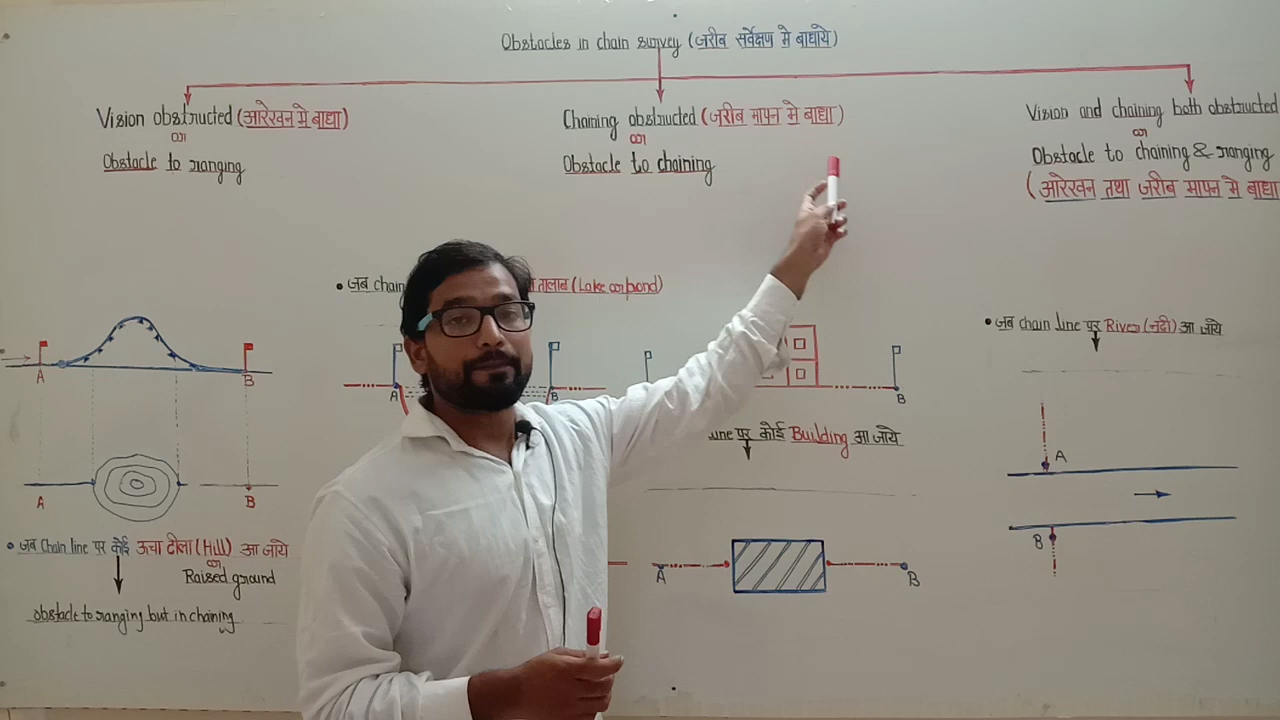 Obstacles in chain survey (जरीब सर्वेक्षण मे बाधाये)
Vision obstructed (आरेखन मे बाधा)
or
Obstacle to ranging
Chaining obstructed (जरीब मापन मे बाधा)
or
Obstacle to chaining
Vision and chaining both obstructed
or
Obstacle to chaining & ranging
(आरेखन तथा जरीब मापन मे बाधा
A
B
A
B
• जब Chain line पर कोई ऊचा टीला (Hill) आ जाये
or
Raised ground
obstacle to ranging but in chaining
• जब chain
तालाब (Lake or pond)
A
B
B
line पर कोई Building आ जाये
A
B
• जब chain line पर River (नदी) आ जाये
A
B